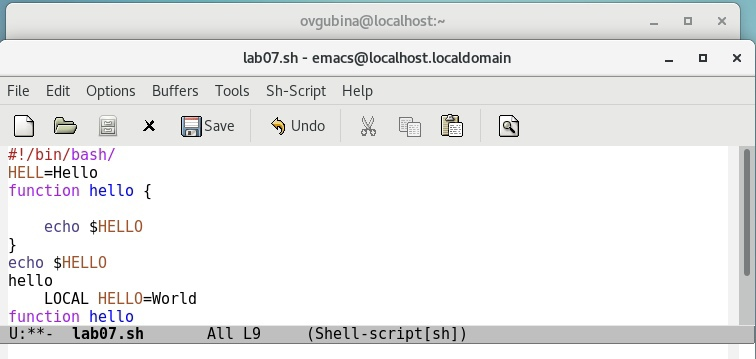 ovgubina@localhost:~
lab07.sh - emacs@localhost.localdomain
File Edit Options Buffers Tools Sh-Script Help
Save Undo
#!/bin/bash/
HELL=Hello
function hello {
    echo $HELLO
}
echo $HELLO
hello
    LOCAL HELLO=World
function hello
U:**-  lab07.sh       All L9     (Shell-script[sh])